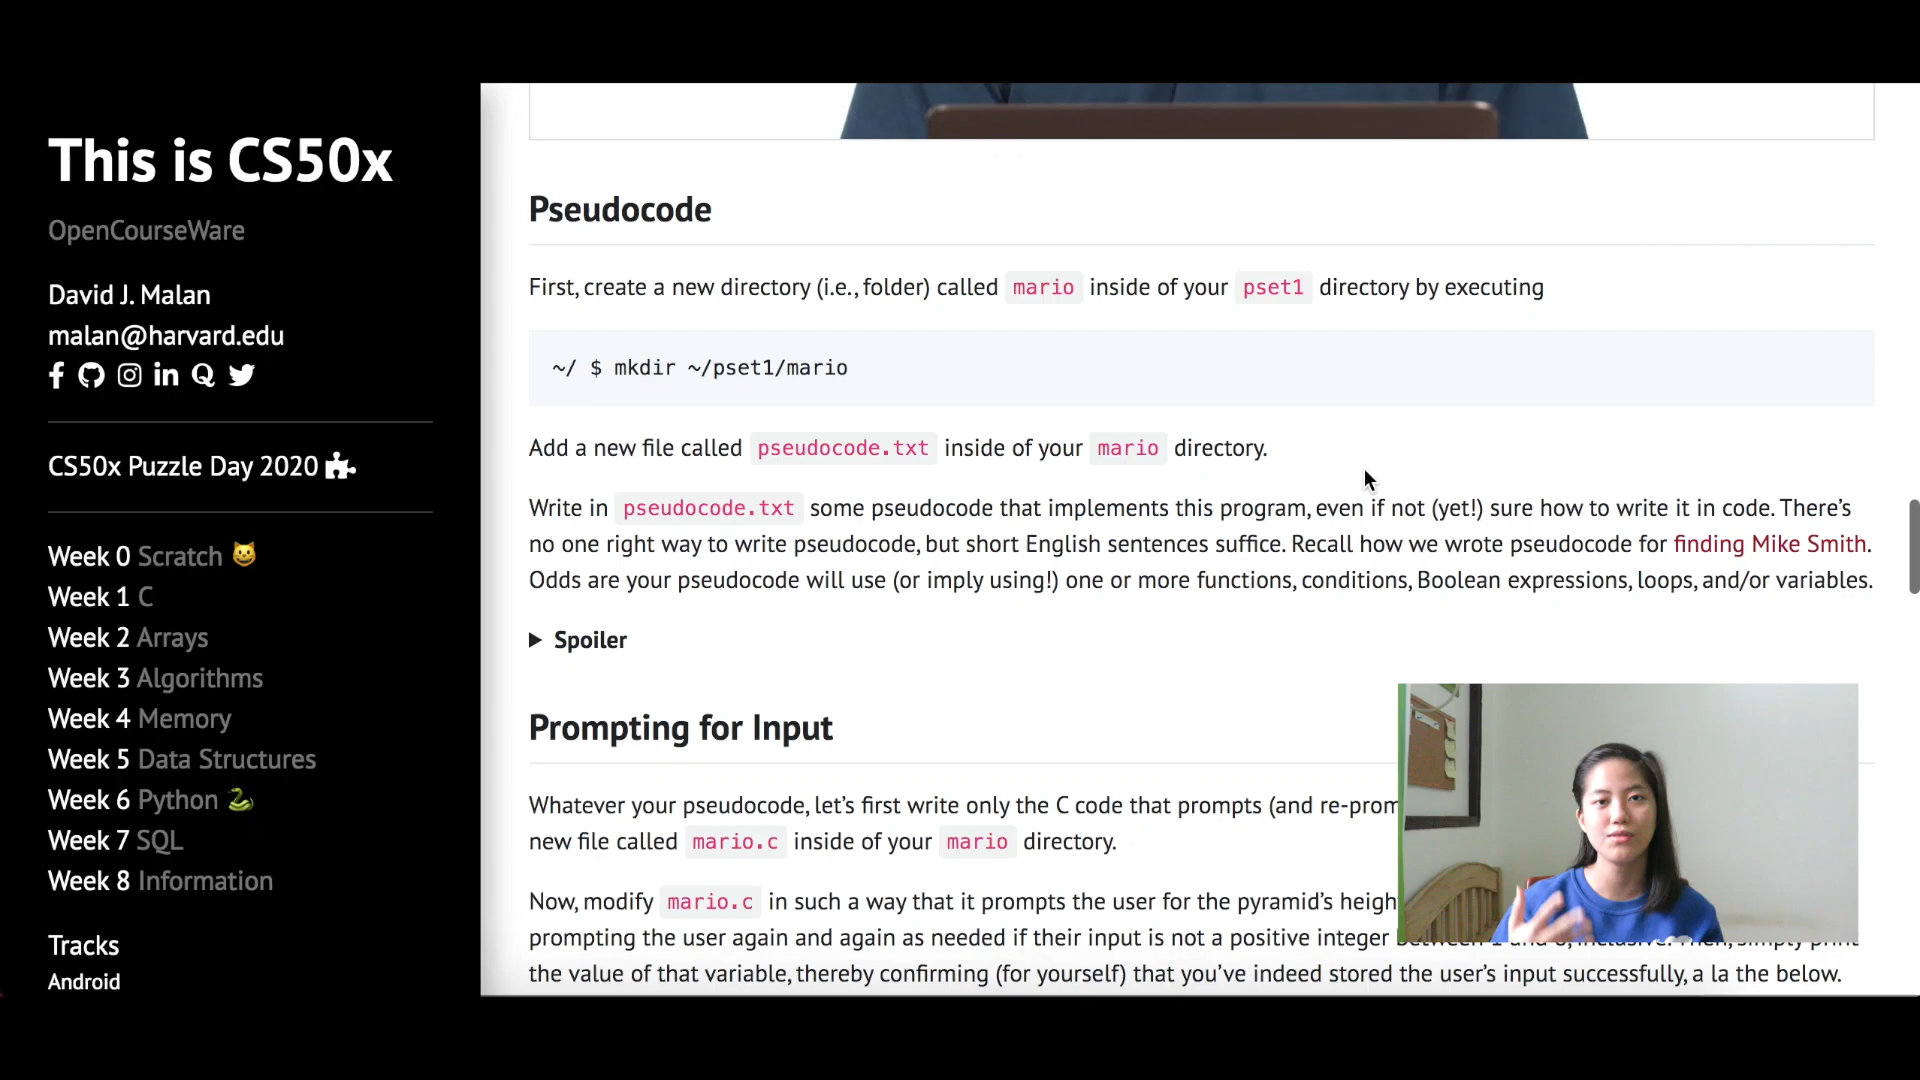 This is CS50x
OpenCourseWare
David J. Malan
malan@harvard.edu
CS50x Puzzle Day 2020
Week 0 Scratch
Week 1 C
Week 2 Arrays
Week 3 Algorithms
Week 4 Memory
Week 5 Data Structures
Week 6 Python
Week 7 SQL
Week 8 Information
Tracks
Android
Pseudocode
First, create a new directory (i.e., folder) called mario inside of your pset1 directory by executing
~/ $ mkdir ~/pset1/mario
Add a new file called pseudocode.txt inside of your mario directory.
Write in pseudocode.txt some pseudocode that implements this program, even if not (yet!) sure how to write it in code. There’s
no one right way to write pseudocode, but short English sentences suffice. Recall how we wrote pseudocode for finding Mike Smith.
Odds are your pseudocode will use (or imply using!) one or more functions, conditions, Boolean expressions, loops, and/or variables.
Spoiler
Prompting for Input
Whatever your pseudocode, let’s first write only the C code that prompts (and re-prom
new file called mario.c inside of your mario directory.
Now, modify mario.c in such a way that it prompts the user for the pyramid’s heigh
prompting the user again and again as needed if their input is not a positive integer
the value of that variable, thereby confirming (for yourself) that you’ve indeed stored the user’s input successfully, a la the below.